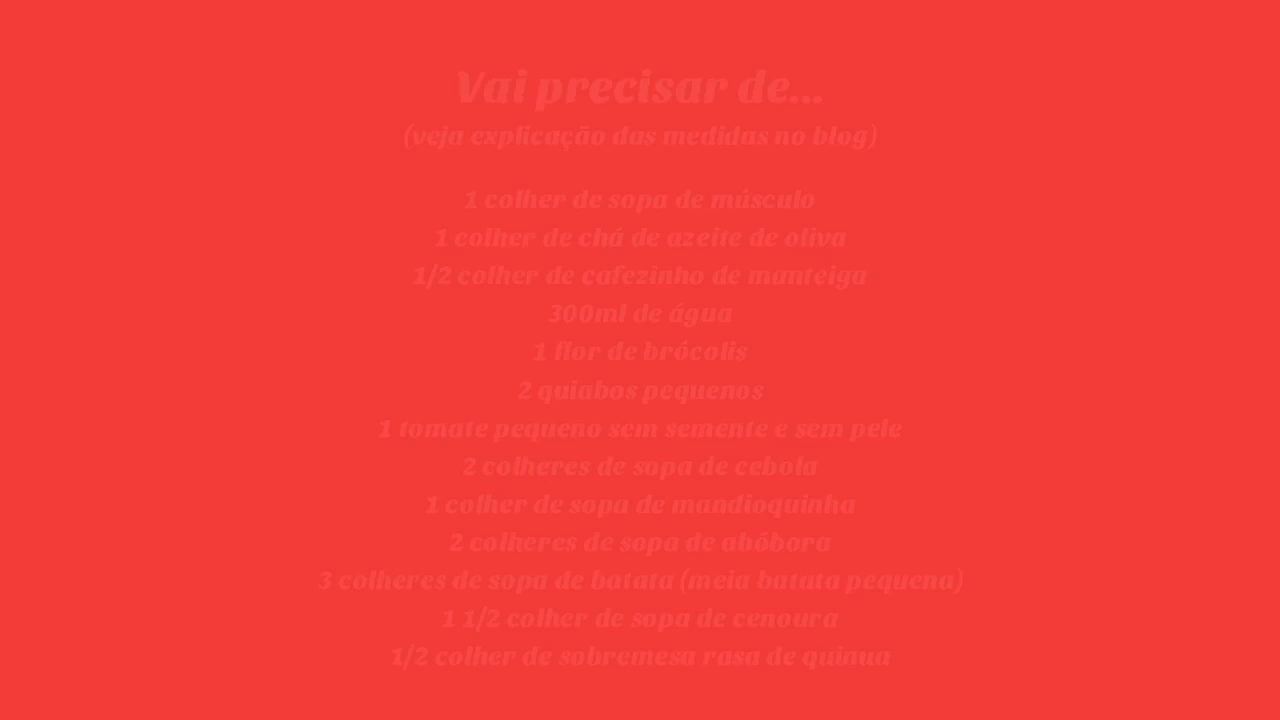 Vai precisar de...
(veja explicação das medidas no blog)
1 colher de sopa de músculo
1 colher de chá de azeite de oliva
1/2 colher de cafezinho de manteiga
300ml de água
1 flor de brócolis
2 quiabos pequenos
1 tomate pequeno sem semente e sem pele
2 colheres de sopa de cebola
1 colher de sopa de mandioquinha
2 colheres de sopa de abóbora
3 colheres de sopa de batata (meia batata pequena)
1 1/2 colher de sopa de cenoura
1/2 colher de sobremesa rasa de quinua